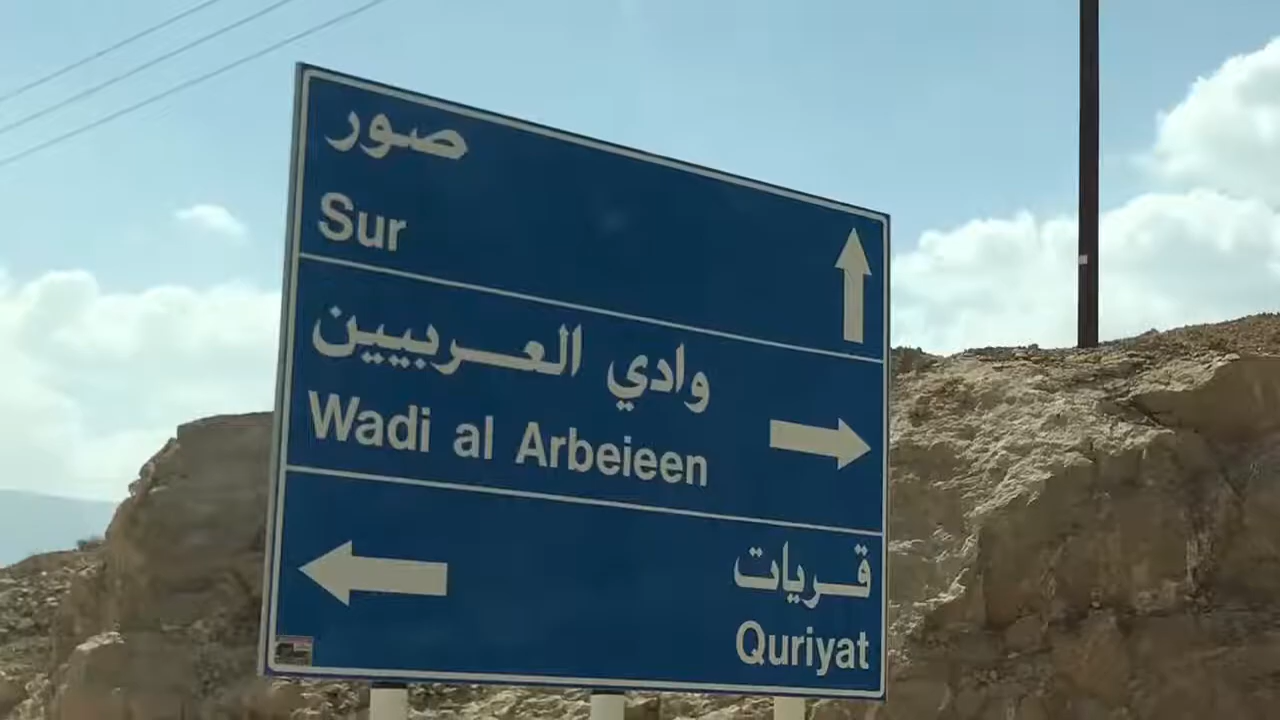 صور
Sur
وادي العربيين
Wadi al Arbeieen
قريات
Quriyat